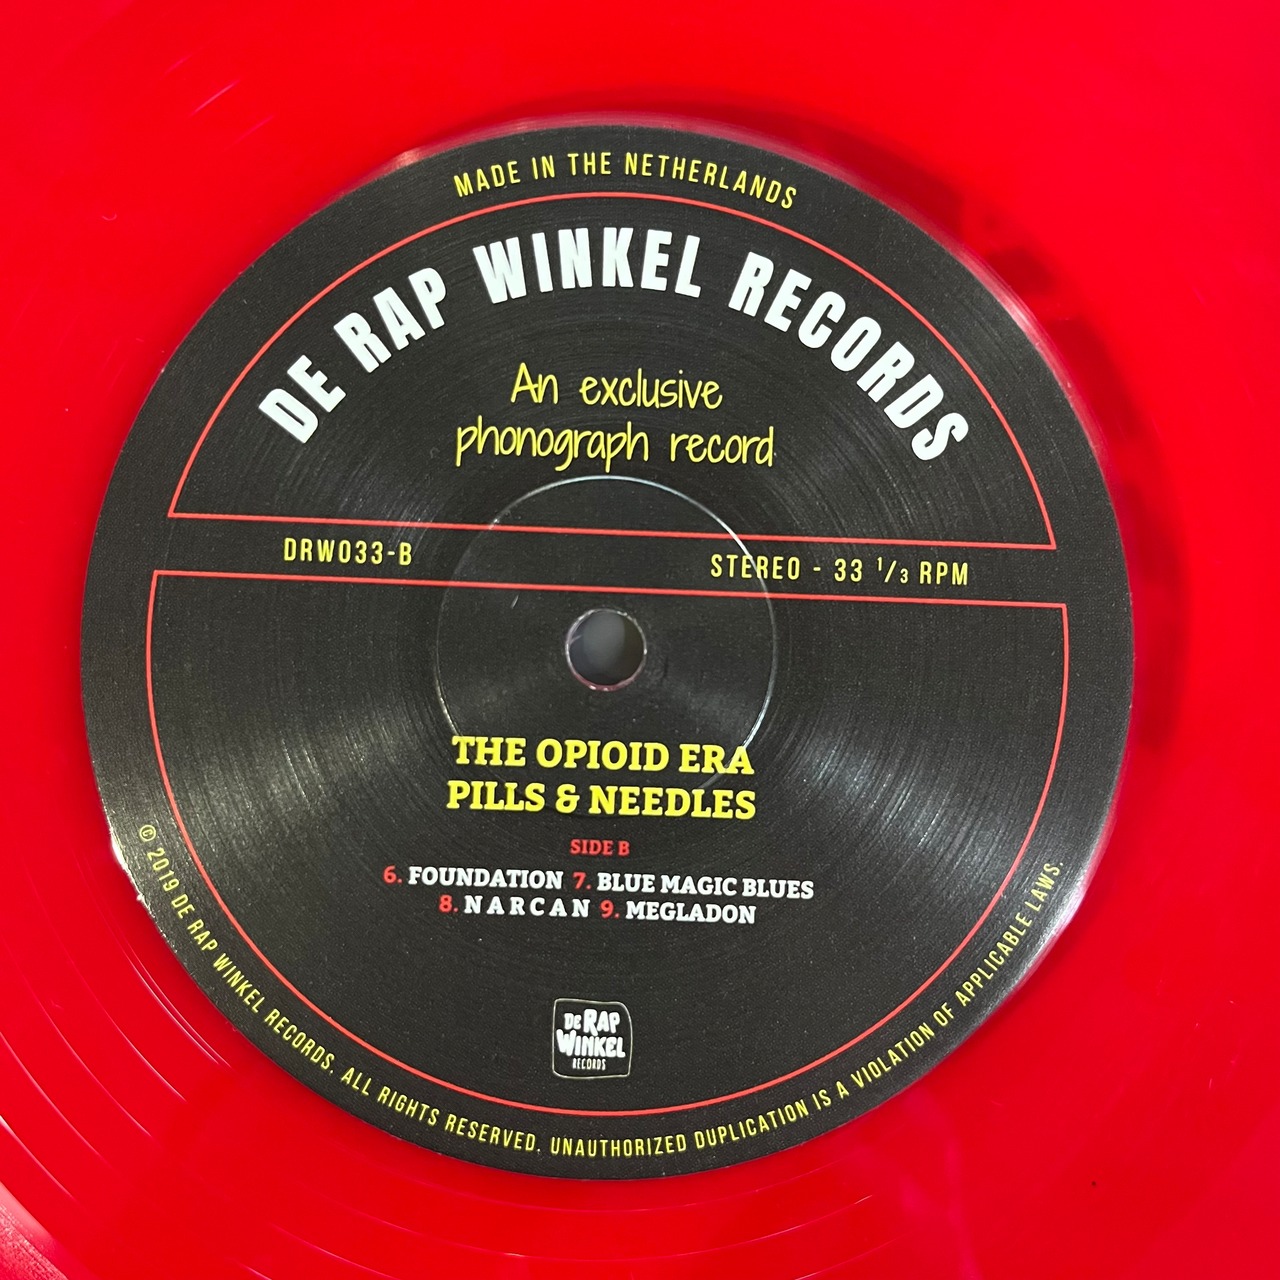 MADE IN THE NETHERLANDS
DE RAP WINKEL RECORDS
An exclusive
phonograph record
DRW033-B
STEREO - 33 1/3 RPM
THE OPIOID ERA
PILLS & NEEDLES
SIDE B
6. FOUNDATION 7. BLUE MAGIC BLUES
8. N A R C A N 9. MEGLADON
DE RAP
WINKEL
RECORDS
© 2019 DE RAP WINKEL RECORDS. ALL RIGHTS RESERVED. UNAUTHORIZED DUPLICATION IS A VIOLATION OF APPLICABLE LAWS.